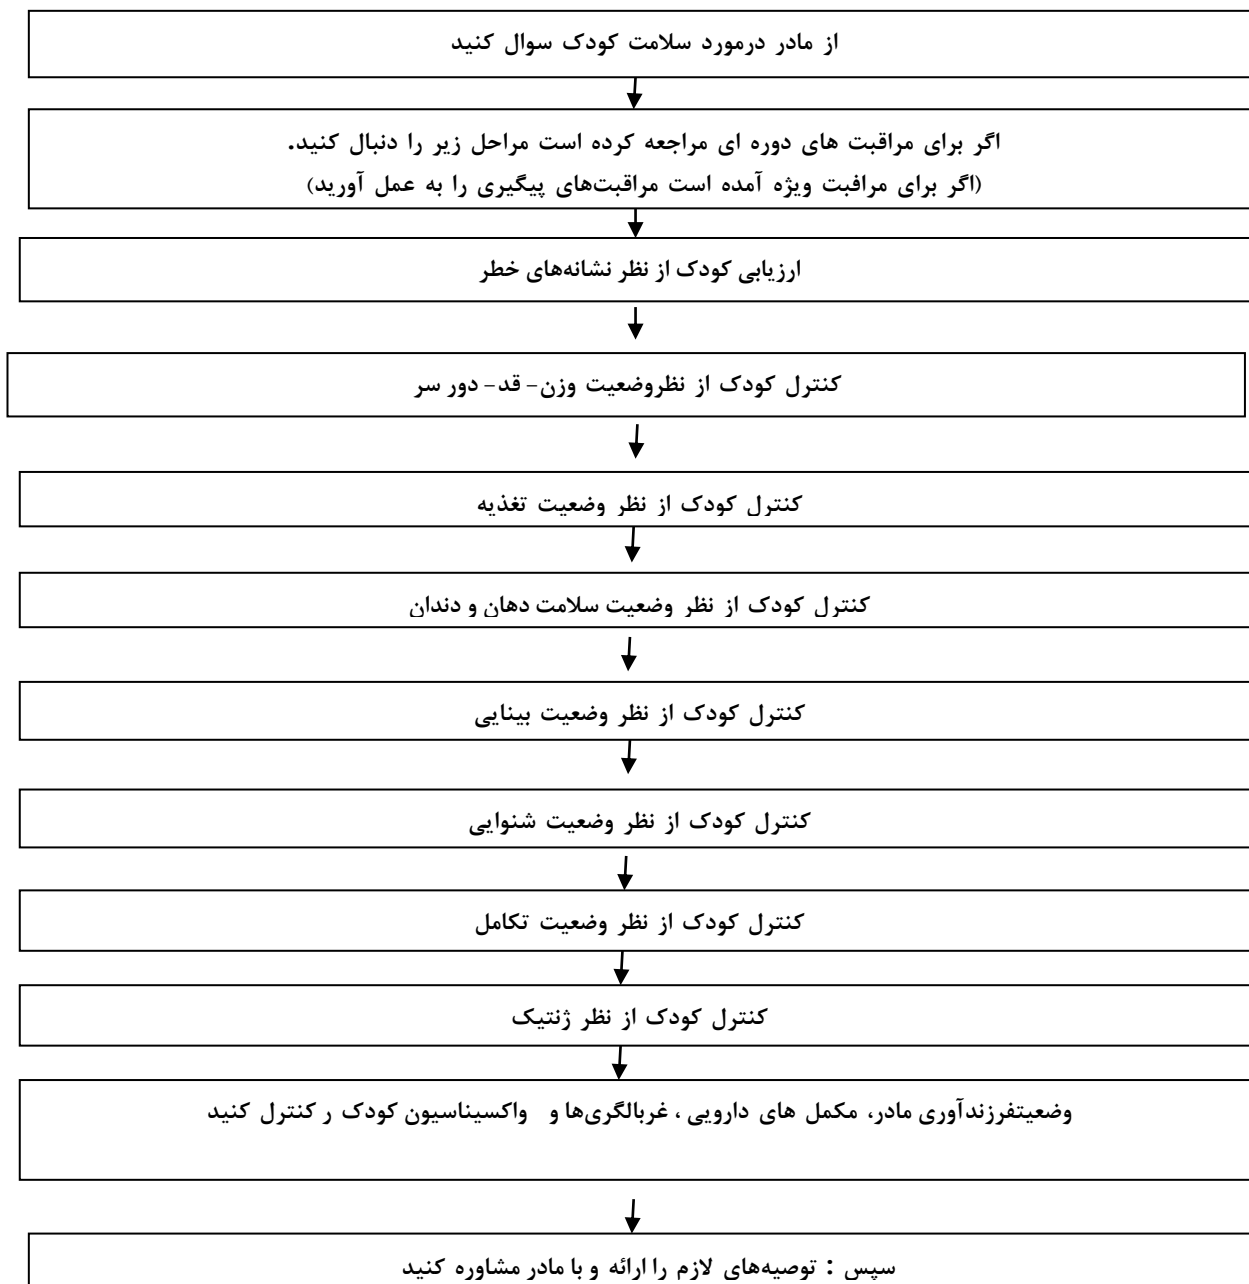 از مادر درمورد سلامت کودک سوال کنید
اگر برای مراقبت های دوره ای مراجعه کرده است مراحل زیر را دنبال کنید.
(اگر برای مرافبت ویژه آمده است مراقبت‌های پیگیری را به عمل آورید)
ارزیابی کودک از نظر نشانه‌های خطر
کنترل کودک از نظروضعیت وزن- قد- دور سر
کنترل کودک از نظر وضعیت تغذیه
کنترل کودک از نظر وضعیت سلامت دهان و دندان
کنترل کودک از نظر وضعیت بینایی
کنترل کودک از نظر وضعیت شنوایی
کنترل کودک از نظر وضعیت تکامل
کنترل کودک از نظر ژنتیک
وضعیتفرزندآوری مادر، مکمل های دارویی ، غربالگری‌ها و واکسیناسیون کودک ر کنترل کنید
سپس : توصیه‌های لازم را ارائه و با مادر مشاوره کنید